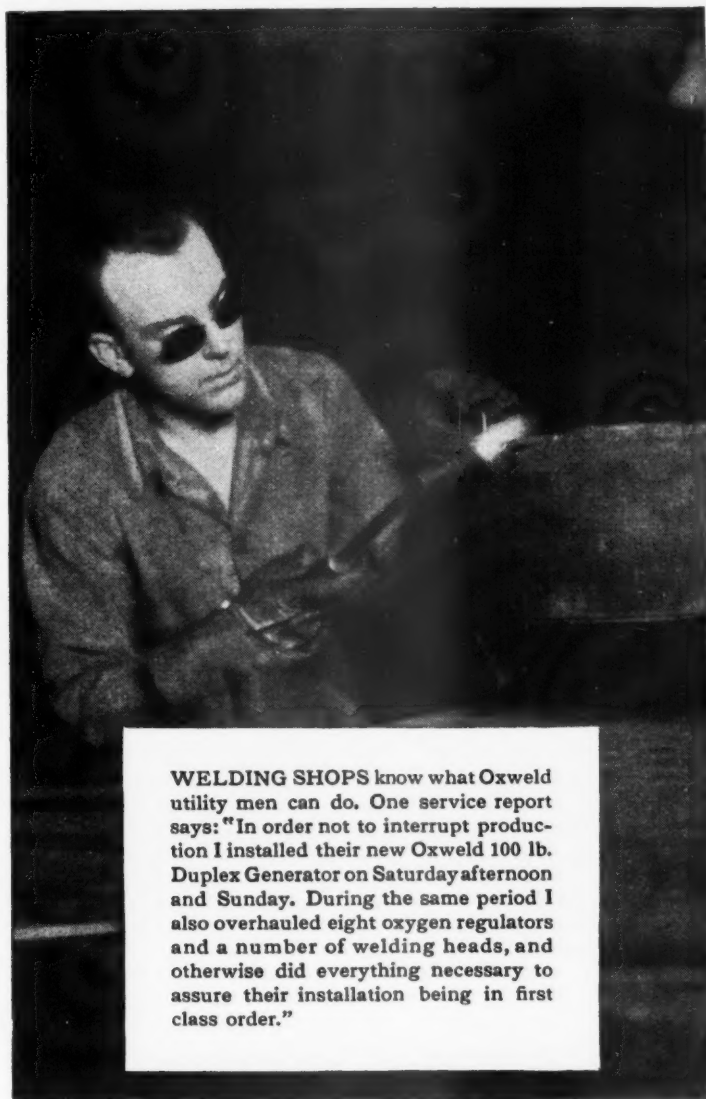 WELDING SHOPS know what Oxweld
utility men can do. One service report
says: "In order not to interrupt produc-
tion I installed their new Oxweld 100 lb.
Duplex Generator on Saturday afternoon
and Sunday. During the same period I
also overhauled eight oxygen regulators
and a number of welding heads, and
otherwise did everything necessary to
assure their installation being in first
class order."